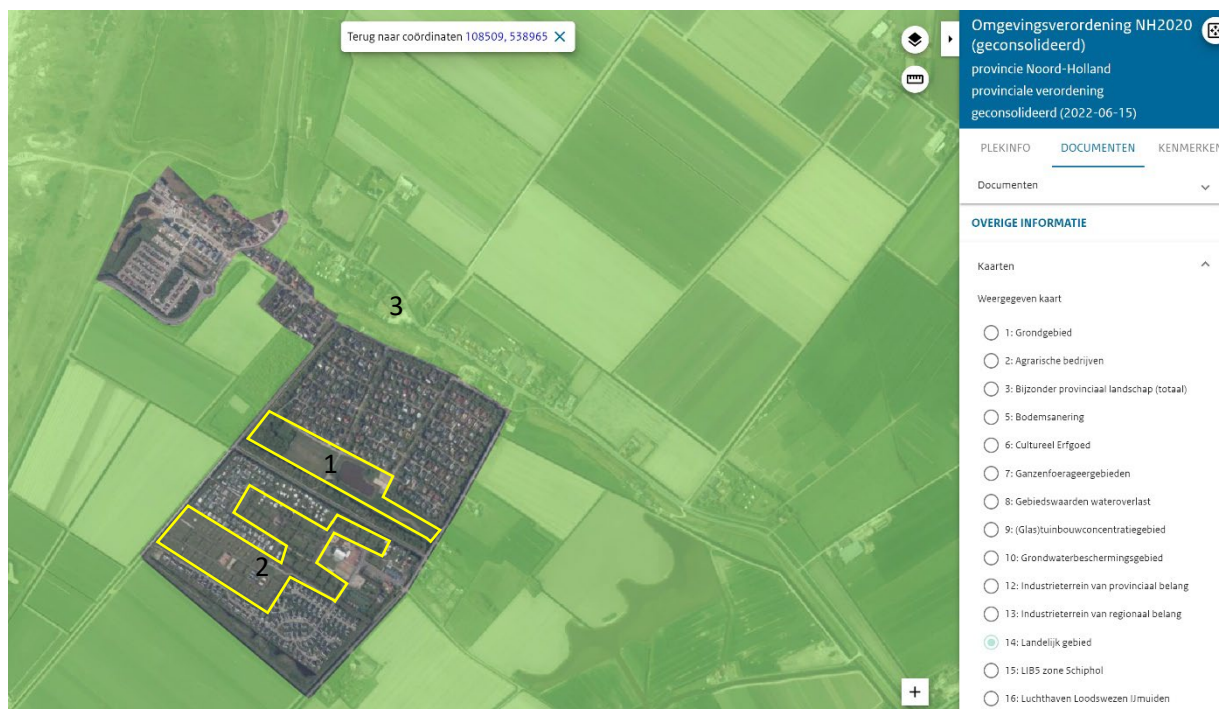 Terug naar coördinaten 108509, 538965
Omgevingsverordening NH2020
(geconsolideerd)
provincie Noord-Holland
provinciale verordening
geconsolideerd (2022-06-15)
PLEKINFO DOCUMENTEN KENMERKEN
Documenten
OVERIGE INFORMATIE
Kaarten
Weergegeven kaart
1: Grondgebied
2: Agrarische bedrijven
3: Bijzonder provinciaal landschap (totaal)
5: Bodemsanering
6: Cultureel Erfgoed
7: Ganzenfoerageergebieden
8: Gebiedswaarden wateroverlast
9: (Glas)tuinbouwconcentratiegebied
10: Grondwaterbeschermingsgebied
12: Industrieterrein van provinciaal belang
13: Industrieterrein van regionaal belang
14: Landelijk gebied
15: LIB5 zone Schiphol
16: Luchthaven Loodswezen IJmuiden
3
1
2